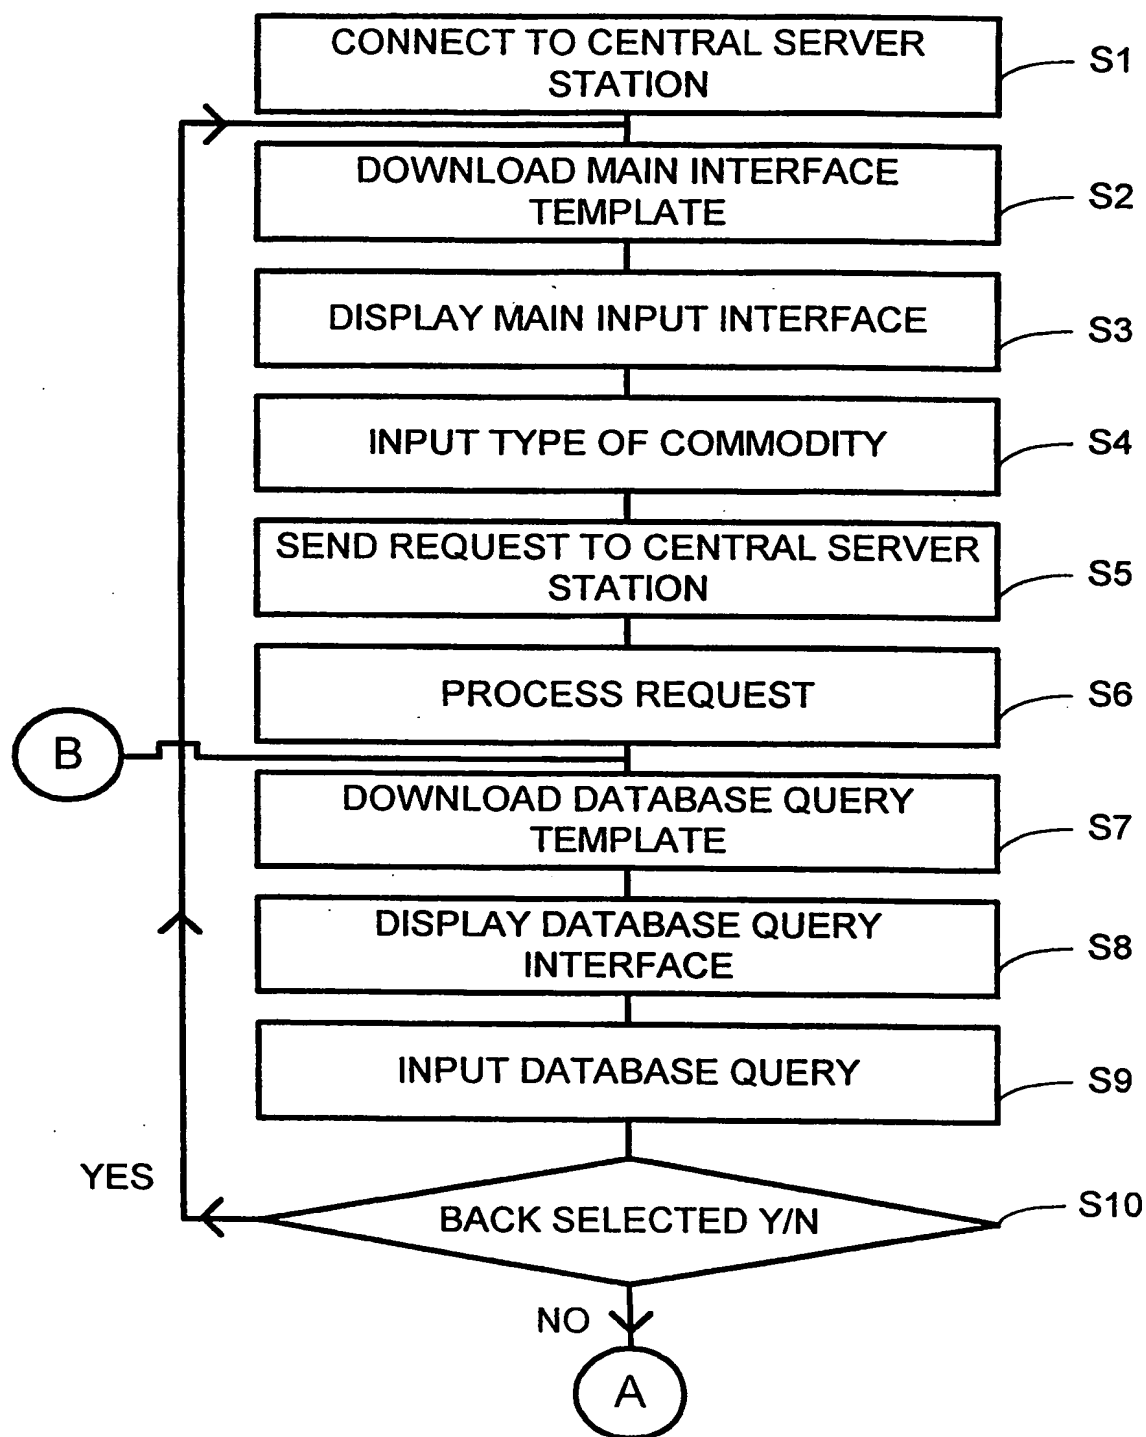 CONNECT TO CENTRAL SERVER
STATION
S1
DOWNLOAD MAIN INTERFACE
TEMPLATE
S2
DISPLAY MAIN INPUT INTERFACE
S3
INPUT TYPE OF COMMODITY
S4
SEND REQUEST TO CENTRAL SERVER
STATION
S5
PROCESS REQUEST
S6
B
DOWNLOAD DATABASE QUERY
TEMPLATE
S7
DISPLAY DATABASE QUERY
INTERFACE
S8
INPUT DATABASE QUERY
S9
YES
BACK SELECTED Y/N
S10
NO
A